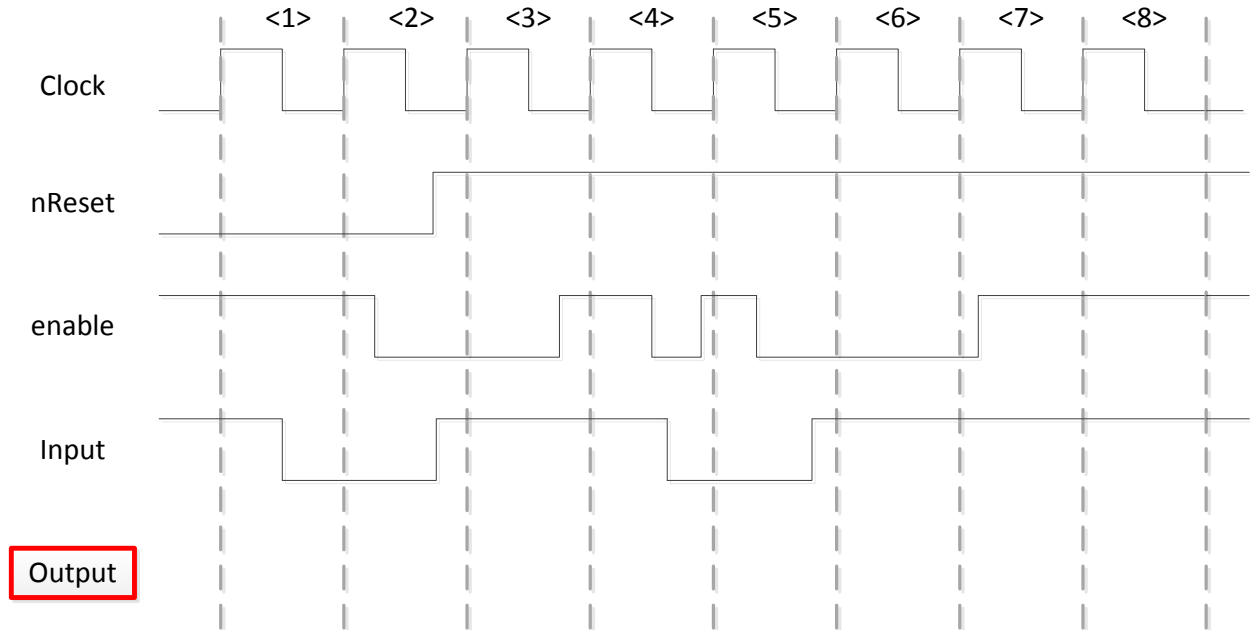 <1> <2> <3> <4> <5> <6> <7> <8>
Clock
nReset
enable
Input
Output